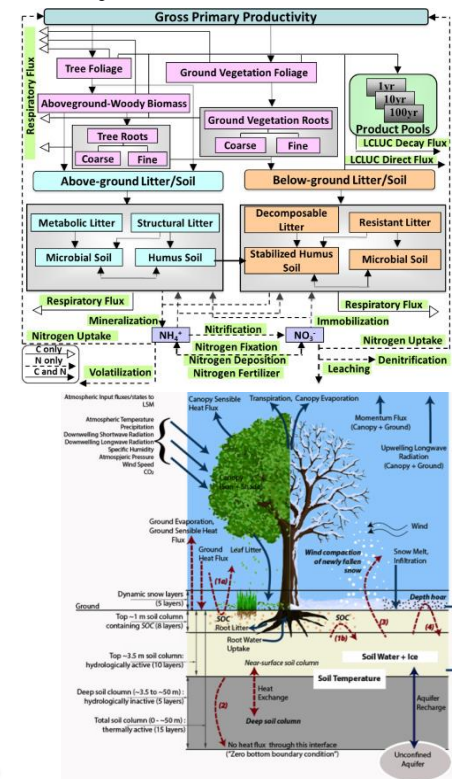 Gross Primary Productivity
Respiratory Flux
Tree Foliage
Ground Vegetation Foliage
1yr
10yr
100yr
Product Pools
Aboveground-Woody Biomass
Tree Roots
Coarse
Fine
Ground Vegetation Roots
Coarse
Fine
LCLUC Decay Flux
LCLUC Direct Flux
Above-ground Litter/Soil
Below-ground Litter/Soil
Metabolic Litter
Structural Litter
Microbial Soil
Humus Soil
Decomposable
Litter
Resistant Litter
Stabilized Humus
Soil
Microbial Soil
Respiratory Flux
Respiratory Flux
Mineralization
Nitrification
Immobilization
NH₄⁺
NO₃⁻
Nitrogen Uptake
Nitrogen Fixation
Nitrogen Uptake
Nitrogen Deposition
Denitrification
Nitrogen Fertilizer
Leaching
C only
N only
C and N
Volatization
Atmospheric Input fluxes/states to
LSM
Atmospheric Temperature
Precipitation
Downwelling Shortwave Radiation
Downwelling Longwave Radiation
Specific Humidity
Atmospjeric Pressure
Wind Speed
CO₂
Canopy Sensible
Heat Flux
Transpiration, Canopy Evaporation
Momentum Flux
(Canopy + Ground)
Upwelling Longwave
Radiation
(Canopy + Ground)
Canopy
Ground Evaporation,
Ground Sensible Heat
Flux
Ground
Heat Flux
Leaf Litter
(1a)
Wind
Wind compaction
of newly fallen
snow
Snow Melt,
Infiltration
Dynamic snow layers
(5 layers)
Ground
Depth hoar
Top ~1 m soil column
containing SOC (8 layers)
SOC
Root Litter
SOC
(1b)
(3)
(4)
Root Water
Uptake
Top ~3.5 m soil column:
hydrologically active (10 layers)
Near-surface soil column
Soil Water + Ice
Soil Temperature
Deep soil cloumn (~3.5 to ~50 m):
hydrologically inactive (5 layers)
(2)
Heat
Exchange
Aquifer
Recharge
Total soil column (0 - ~50 m):
thermally active (15 layers)
Deep soil column
No heat flux through this interface
("Zero bottom boundary condition")
Unconfined
Aquifer